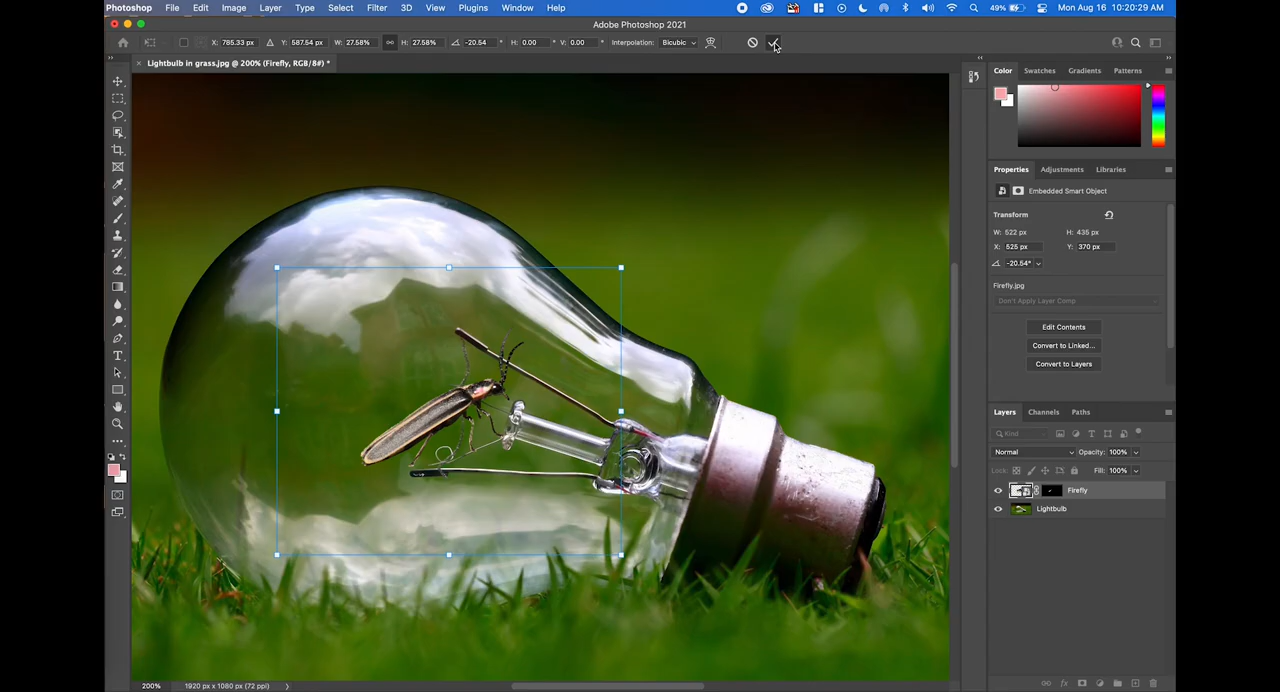 Photoshop File Edit Image Layer Type Select Filter 3D View Plugins Window Help 49% Mon Aug 16 10:20:29 AM
Adobe Photoshop 2021
X: 785.33 px Y: 587.54 px W: 27.58% H: 27.58% -20.54 ° H: 0.00 ° V: 0.00 ° Interpolation: Bicubic
Lightbulb in grass.jpg @ 200% (Firefly, RGB/8#) *
Color Swatches Gradients Patterns
Properties Adjustments Libraries
Embedded Smart Object
Transform
W: 522 px H: 435 px
X: 525 px Y: 370 px
-20.54°
Firefly.jpg
Don't Apply Layer Comp
Edit Contents
Convert to Linked...
Convert to Layers
Layers Channels Paths
Kind
Normal Opacity: 100%
Lock: Fill: 100%
Firefly
Lightbulb
200% 1920 px x 1080 px (72 ppi)